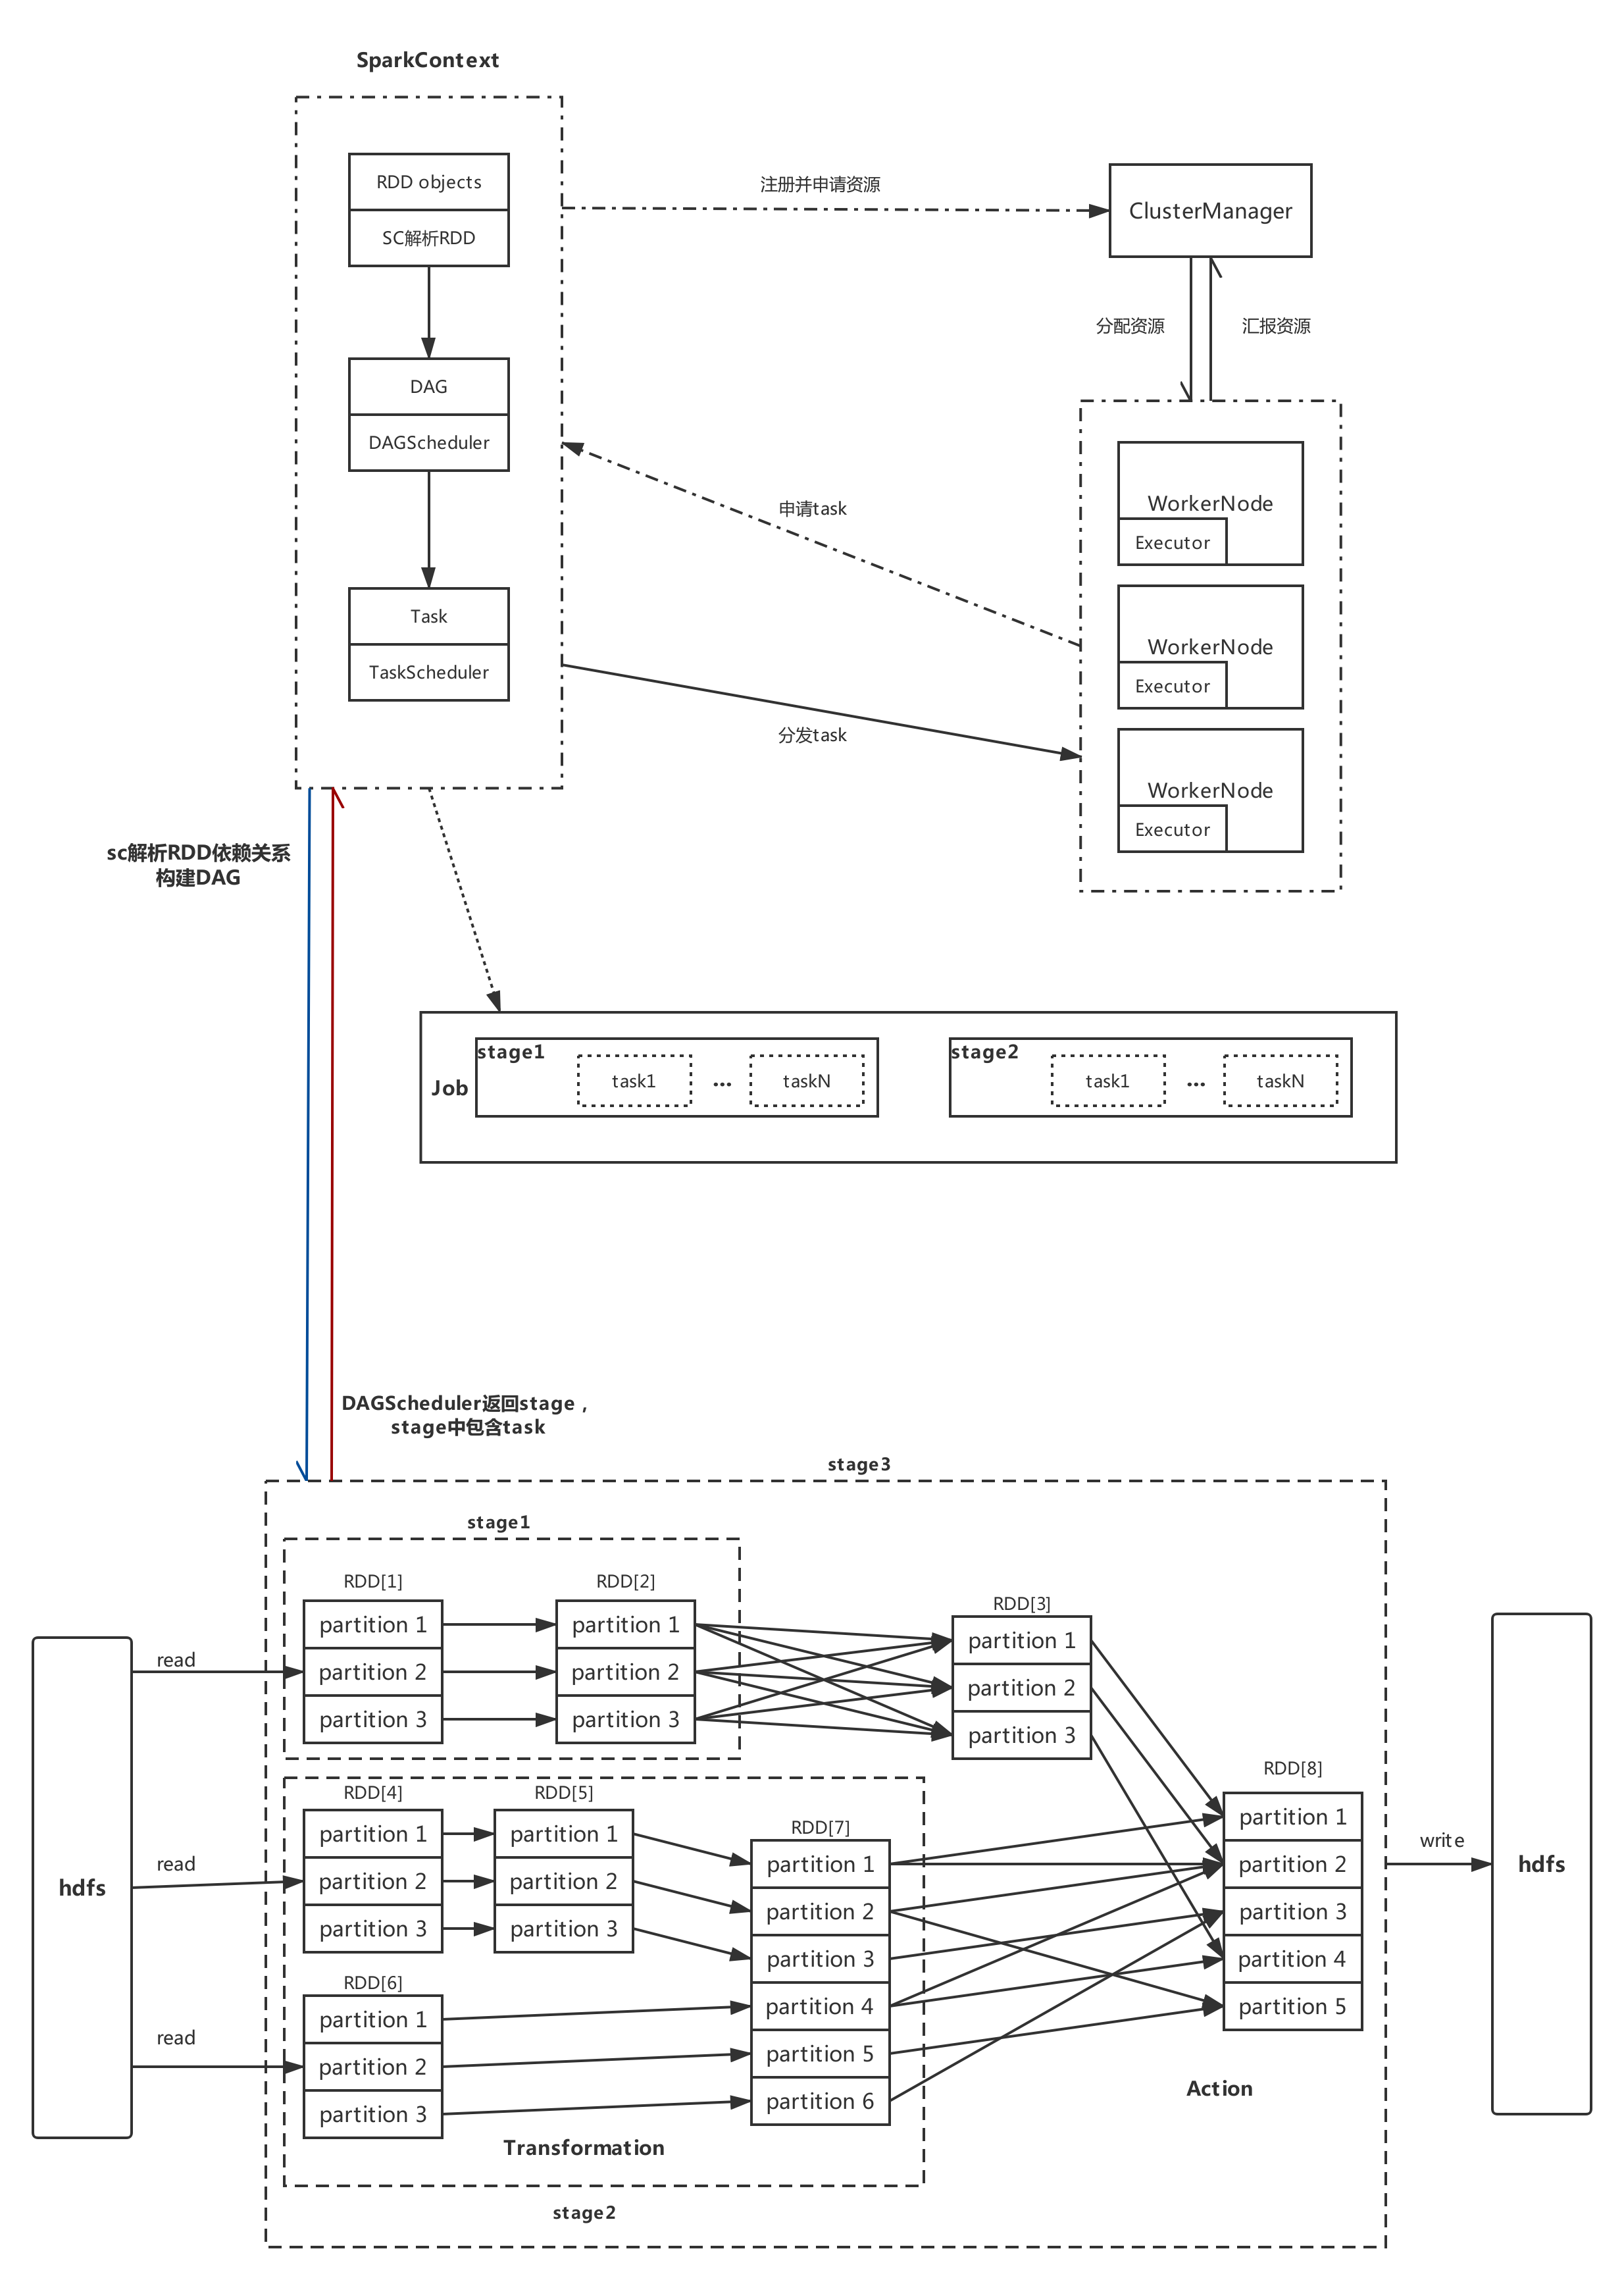 SparkContext
RDD objects
SC解析RDD
注册并申请资源
ClusterManager
分配资源
汇报资源
DAG
DAGScheduler
申请task
WorkerNode
Executor
Task
TaskScheduler
WorkerNode
Executor
分发task
WorkerNode
Executor
sc解析RDD依赖关系
构建DAG
Job
stage1
task1
...
taskN
stage2
task1
...
taskN
DAGScheduler返回stage，
stage中包含task
stage3
stage1
RDD[1]
partition 1
partition 2
partition 3
RDD[2]
partition 1
partition 2
partition 3
RDD[3]
partition 1
partition 2
partition 3
read
read
read
hdfs
RDD[4]
partition 1
partition 2
partition 3
RDD[5]
partition 1
partition 2
partition 3
RDD[6]
partition 1
partition 2
partition 3
RDD[7]
partition 1
partition 2
partition 3
partition 4
partition 5
partition 6
RDD[8]
partition 1
partition 2
partition 3
partition 4
partition 5
write
hdfs
Action
Transformation
stage2